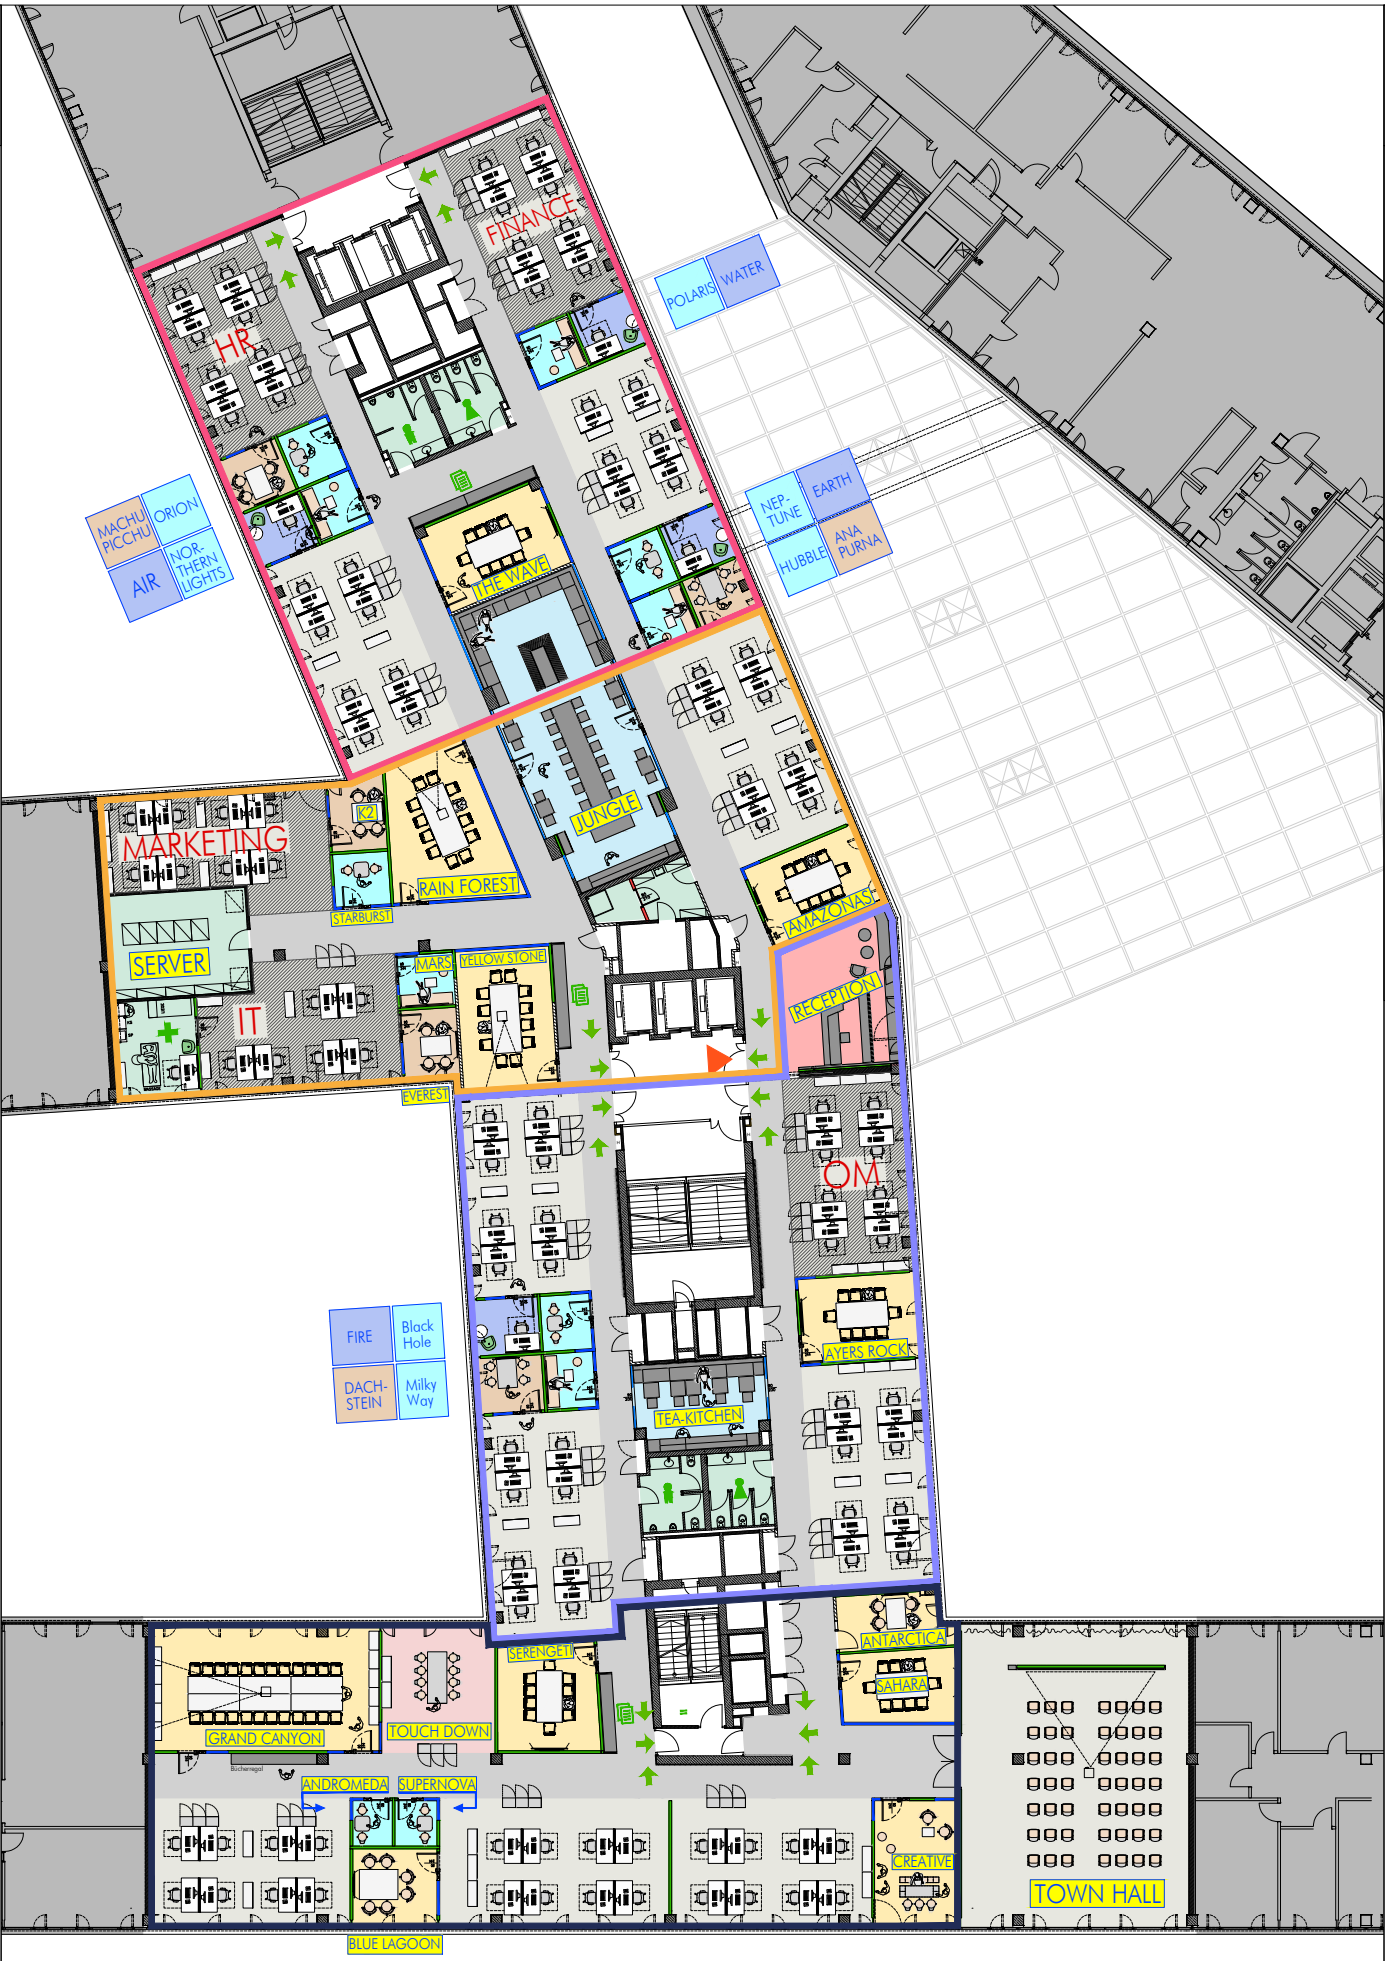 FINANCE
POLARIS
WATER
HR
MACHU
PICCHU
ORION
AIR
NOR-
THERN
LIGHTS
NEP-
TUNE
EARTH
HUBBLE
ANA
PURNA
THE WAVE
JUNGLE
MARKETING
K2
RAIN FOREST
STARBURST
AMAZONAS
SERVER
MARS
YELLOW STONE
RECEPTION
IT
EVEREST
OM
FIRE
Black
Hole
DACH-
STEIN
Milky
Way
AYERS ROCK
TEA-KITCHEN
SERENGETI
ANTARCTICA
SAHARA
GRAND CANYON
TOUCH DOWN
Bücherregal
ANDROMEDA
SUPERNOVA
CREATIVE
TOWN HALL
BLUE LAGOON